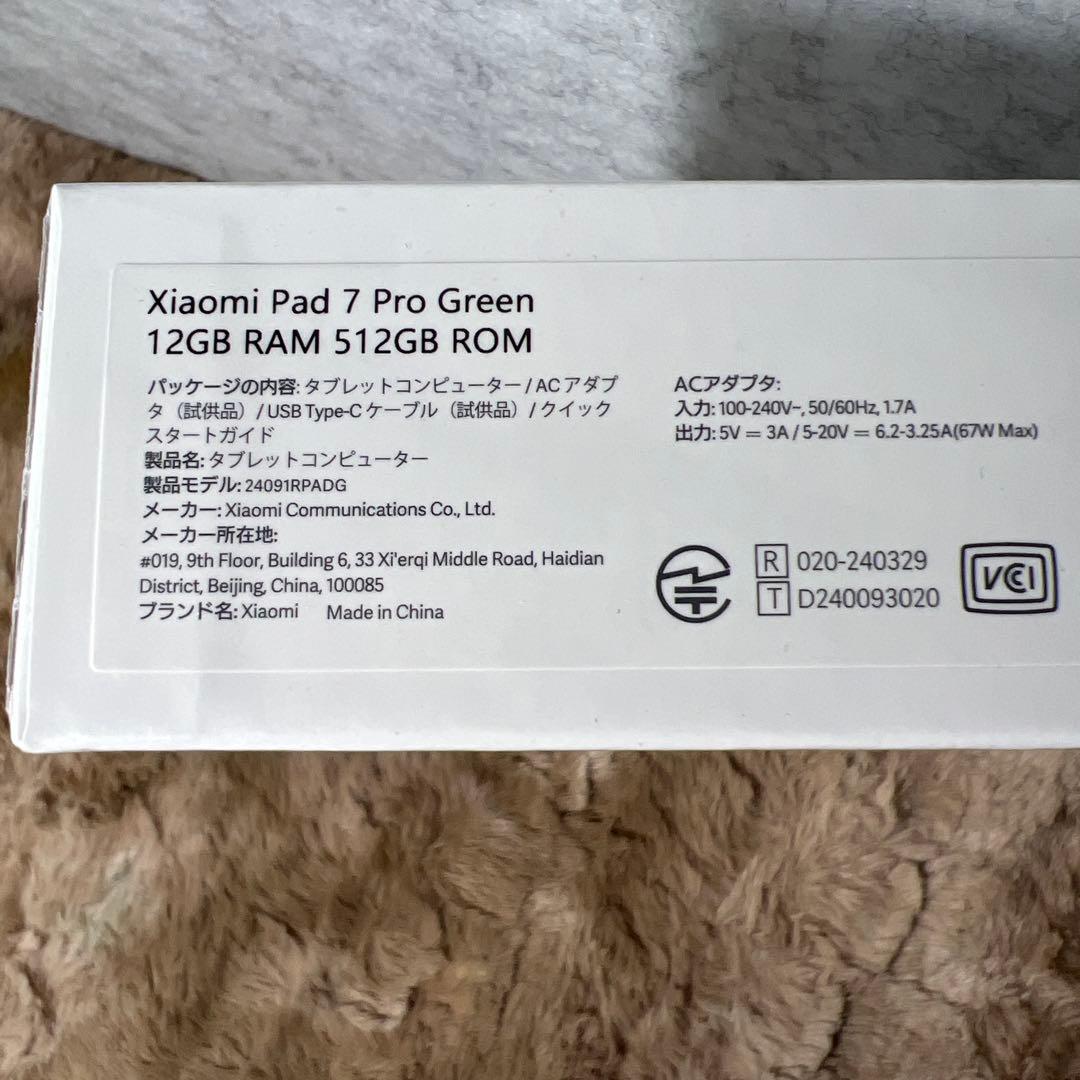 Xiaomi Pad 7 Pro Green
12GB RAM 512GB ROM
パッケージの内容: タブレットコンピューター / AC アダプ
タ（試供品）/ USB Type-C ケーブル（試供品）/ クイック
スタートガイド
製品名: タブレットコンピューター
製品モデル: 24091RPADG
メーカー: Xiaomi Communications Co., Ltd.
メーカー所在地:
#019, 9th Floor, Building 6, 33 Xi'erqi Middle Road, Haidian
District, Beijing, China, 100085
ブランド名: Xiaomi Made in China
ACアダプタ:
入力: 100-240V~, 50/60Hz, 1.7A
出力: 5V = 3A / 5-20V = 6.2-3.25A(67W Max)
R 020-240329
T D240093020
VCCI